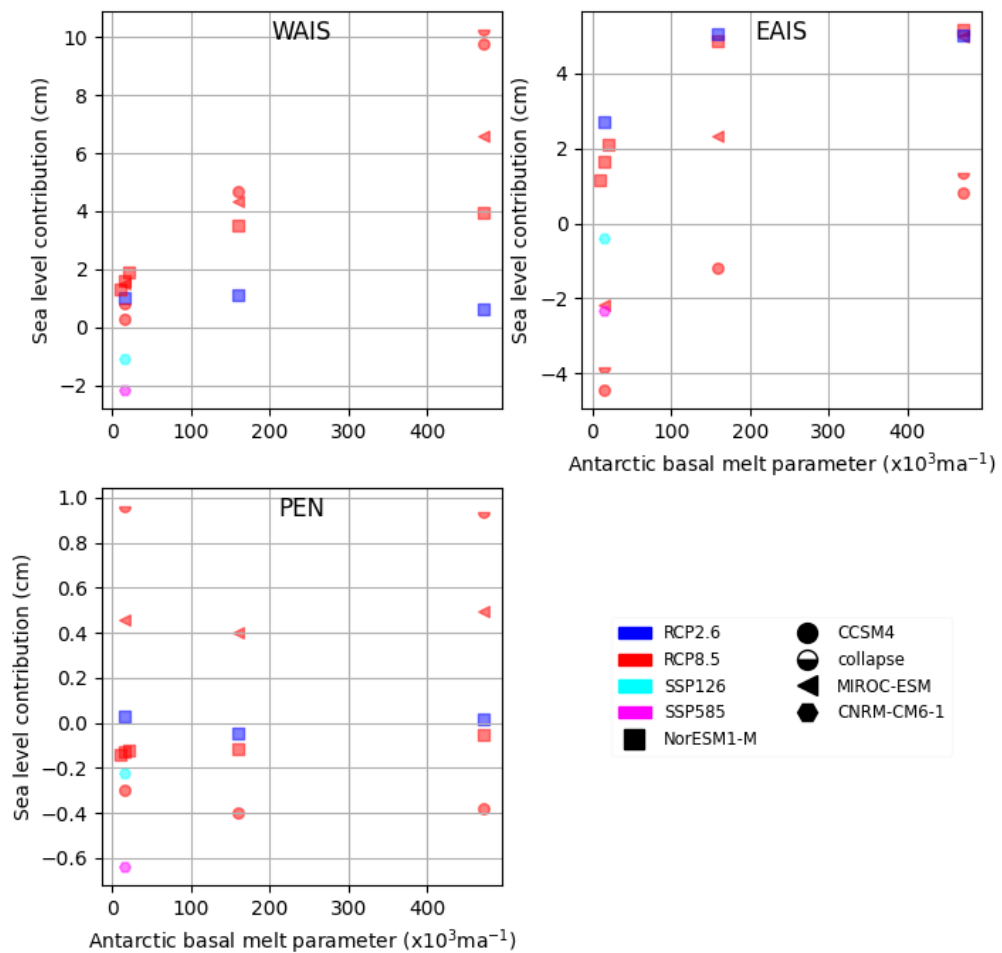 WAIS
Sea level contribution (cm)
10
8
6
4
2
0
−2
0 100 200 300 400
EAIS
Sea level contribution (cm)
4
2
0
−2
−4
0 100 200 300 400
Antarctic basal melt parameter (x10³ma⁻¹)
PEN
Sea level contribution (cm)
1.0
0.8
0.6
0.4
0.2
0.0
−0.2
−0.4
−0.6
0 100 200 300 400
Antarctic basal melt parameter (x10³ma⁻¹)
RCP2.6
RCP8.5
SSP126
SSP585
NorESM1-M
CCSM4
collapse
MIROC-ESM
CNRM-CM6-1